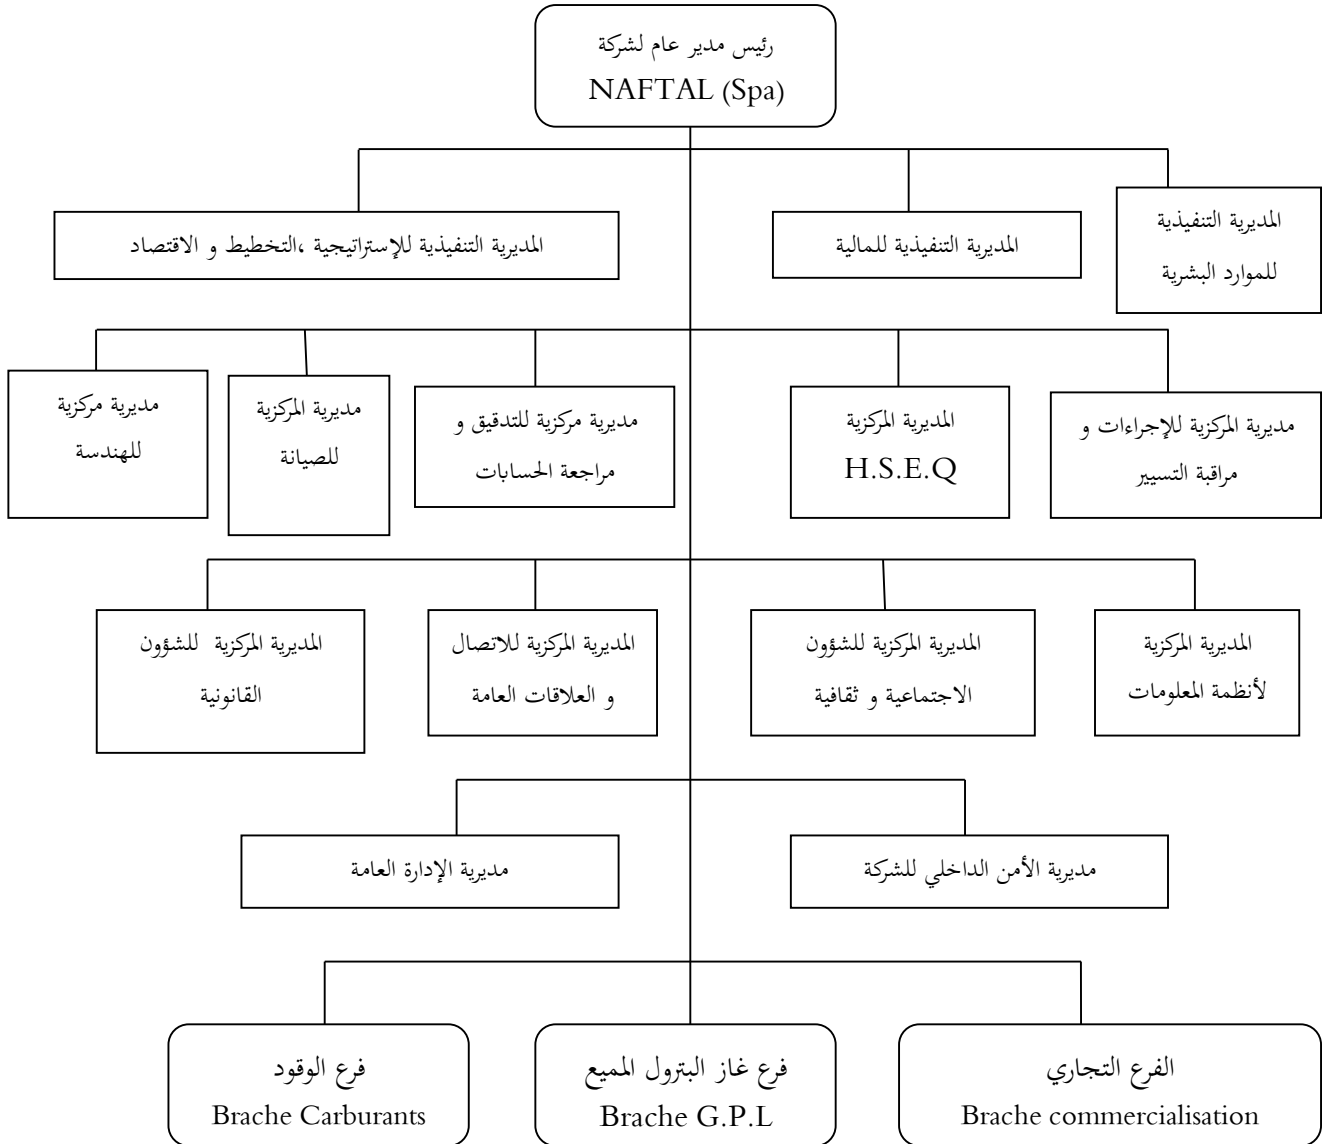 رئيس مدير عام لشركة
NAFTAL (Spa)
المديرية التنفيذية
للموارد البشرية
المديرية التنفيذية للمالية
المديرية التنفيذية للإستراتيجية ،التخطيط و الاقتصاد
مديرية المركزية للإجراءات و
مراقبة التسيير
المديرية المركزية
H.S.E.Q
مديرية مركزية للتدقيق و
مراجعة الحسابات
مديرية المركزية
للصيانة
مديرية مركزية
للهندسة
المديرية المركزية
لأنظمة المعلومات
المديرية المركزية للشؤون
الاجتماعية و ثقافية
المديرية المركزية للاتصال
و العلاقات العامة
المديرية المركزية للشؤون
القانونية
مديرية الأمن الداخلي للشركة
مديرية الإدارة العامة
الفرع التجاري
Brache commercialisation
فرع غاز البترول المميع
Brache G.P.L
فرع الوقود
Brache Carburants